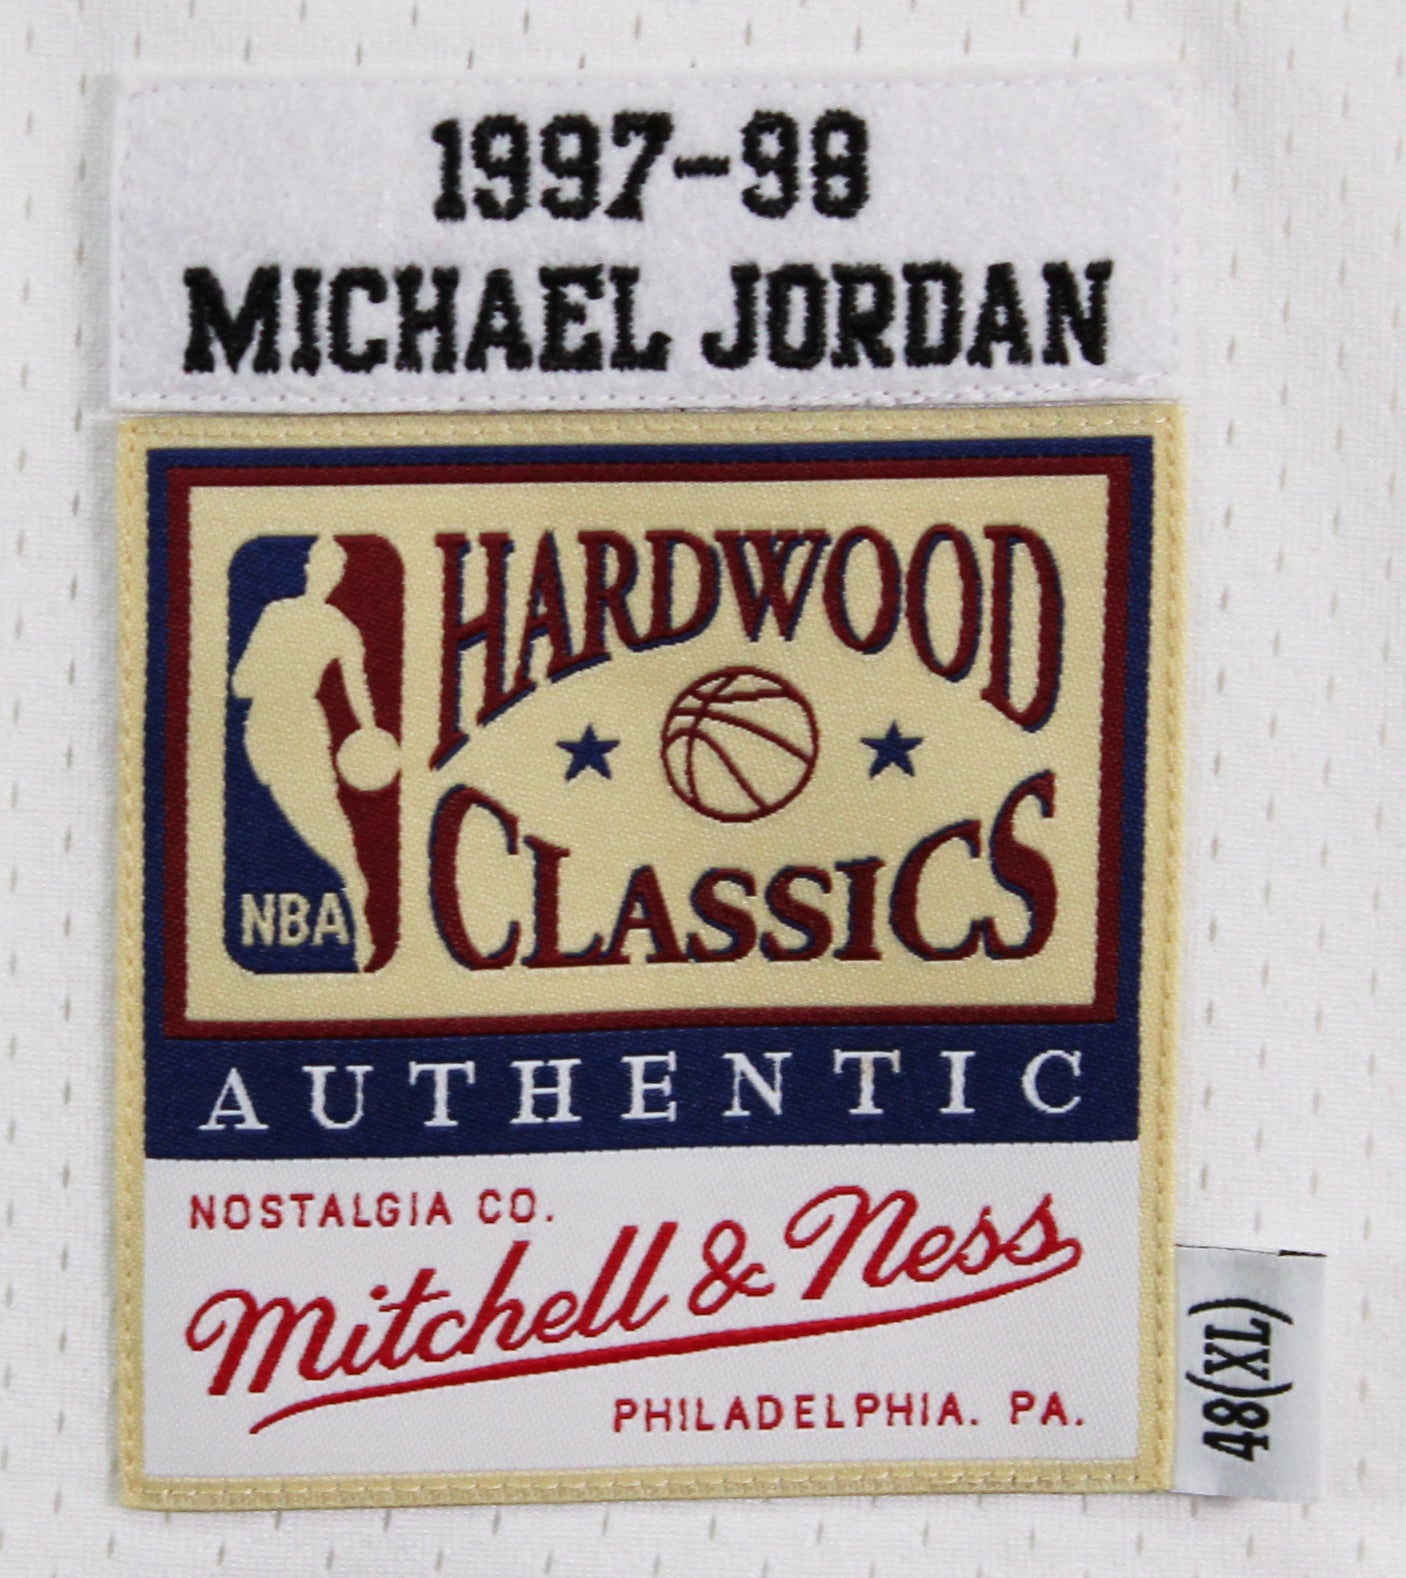 1997-98
MICHAEL JORDAN
HARDWOOD
CLASSICS
NBA
AUTHENTIC
NOSTALGIA CO.
Mitchell & Ness
PHILADELPHIA. PA.
48(XL)